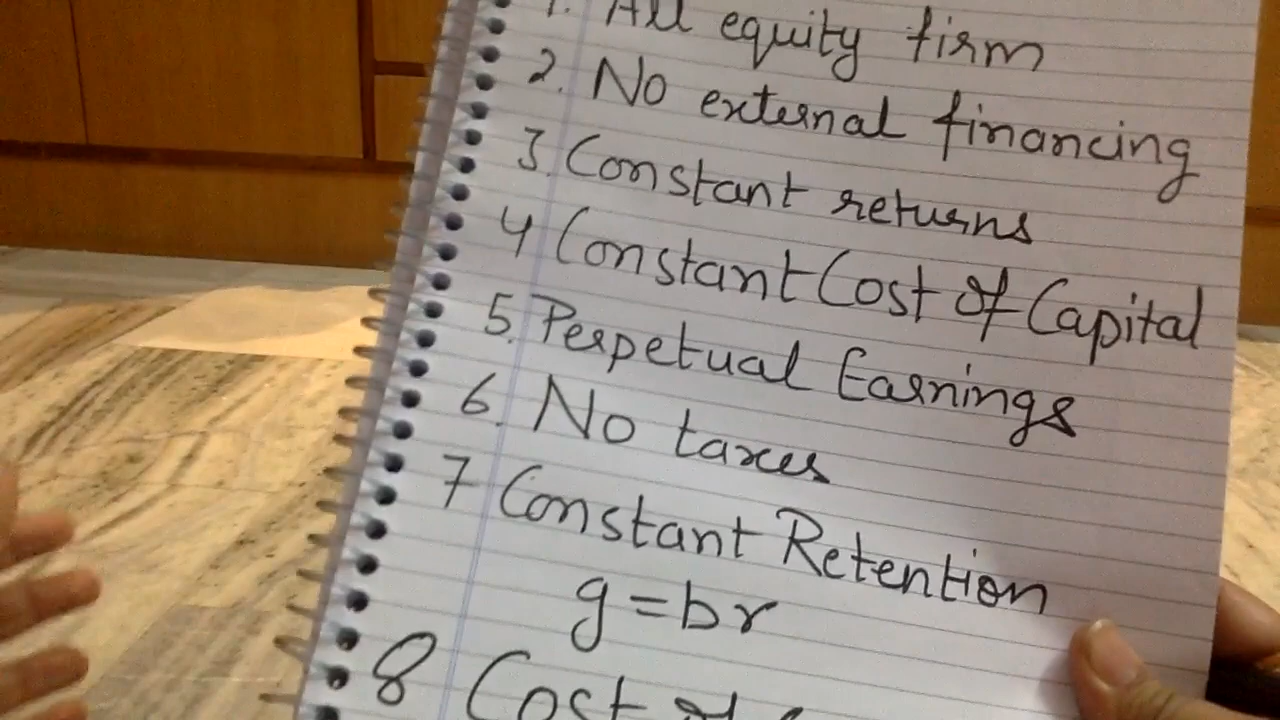 1. All equity firm
2. No external financing
3. Constant returns
4 Constant Cost of Capital
5. Perpetual Earnings
6. No taxes
7 Constant Retention
g = br
8 Cost of